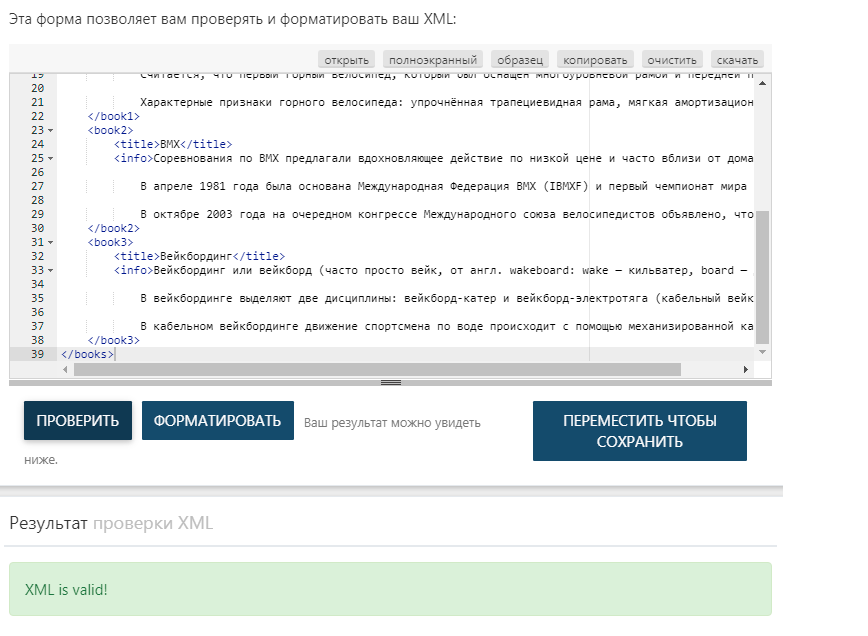 Эта форма позволяет вам проверять и форматировать ваш XML:
открыть полноэкранный образец копировать очистить скачать
19 Считается, что первый горный велосипед, который был оснащен многоуровневой рамой и передней п
20
21 Характерные признаки горного велосипеда: упрочнённая трапециевидная рама, мягкая амортизацион
22 </book1>
23 <book2>
24 <title>BMX</title>
25 <info>Соревнования по BMX предлагали вдохновляющее действие по низкой цене и часто вблизи от дома
26
27 В апреле 1981 года была основана Международная Федерация BMX (IBMXF) и первый чемпионат мира
28
29 В октябре 2003 года на очередном конгрессе Международного союза велосипедистов объявлено, что
30 </book2>
31 <book3>
32 <title>Вейкбординг</title>
33 <info>Вейкбординг или вейкборд (часто просто вейк, от англ. wakeboard: wake — кильватер, board —
34
35 В вейкбординге выделяют две дисциплины: вейкборд-катер и вейкборд-электротяга (кабельный вейк
36
37 В кабельном вейкбординге движение спортсмена по воде происходит с помощью механизированной ка
38 </book3>
39 </books>
ПРОВЕРИТЬ ФОРМАТИРОВАТЬ Ваш результат можно увидеть
ниже.
ПЕРЕМЕСТИТЬ ЧТОБЫ
СОХРАНИТЬ
Результат проверки XML
XML is valid!